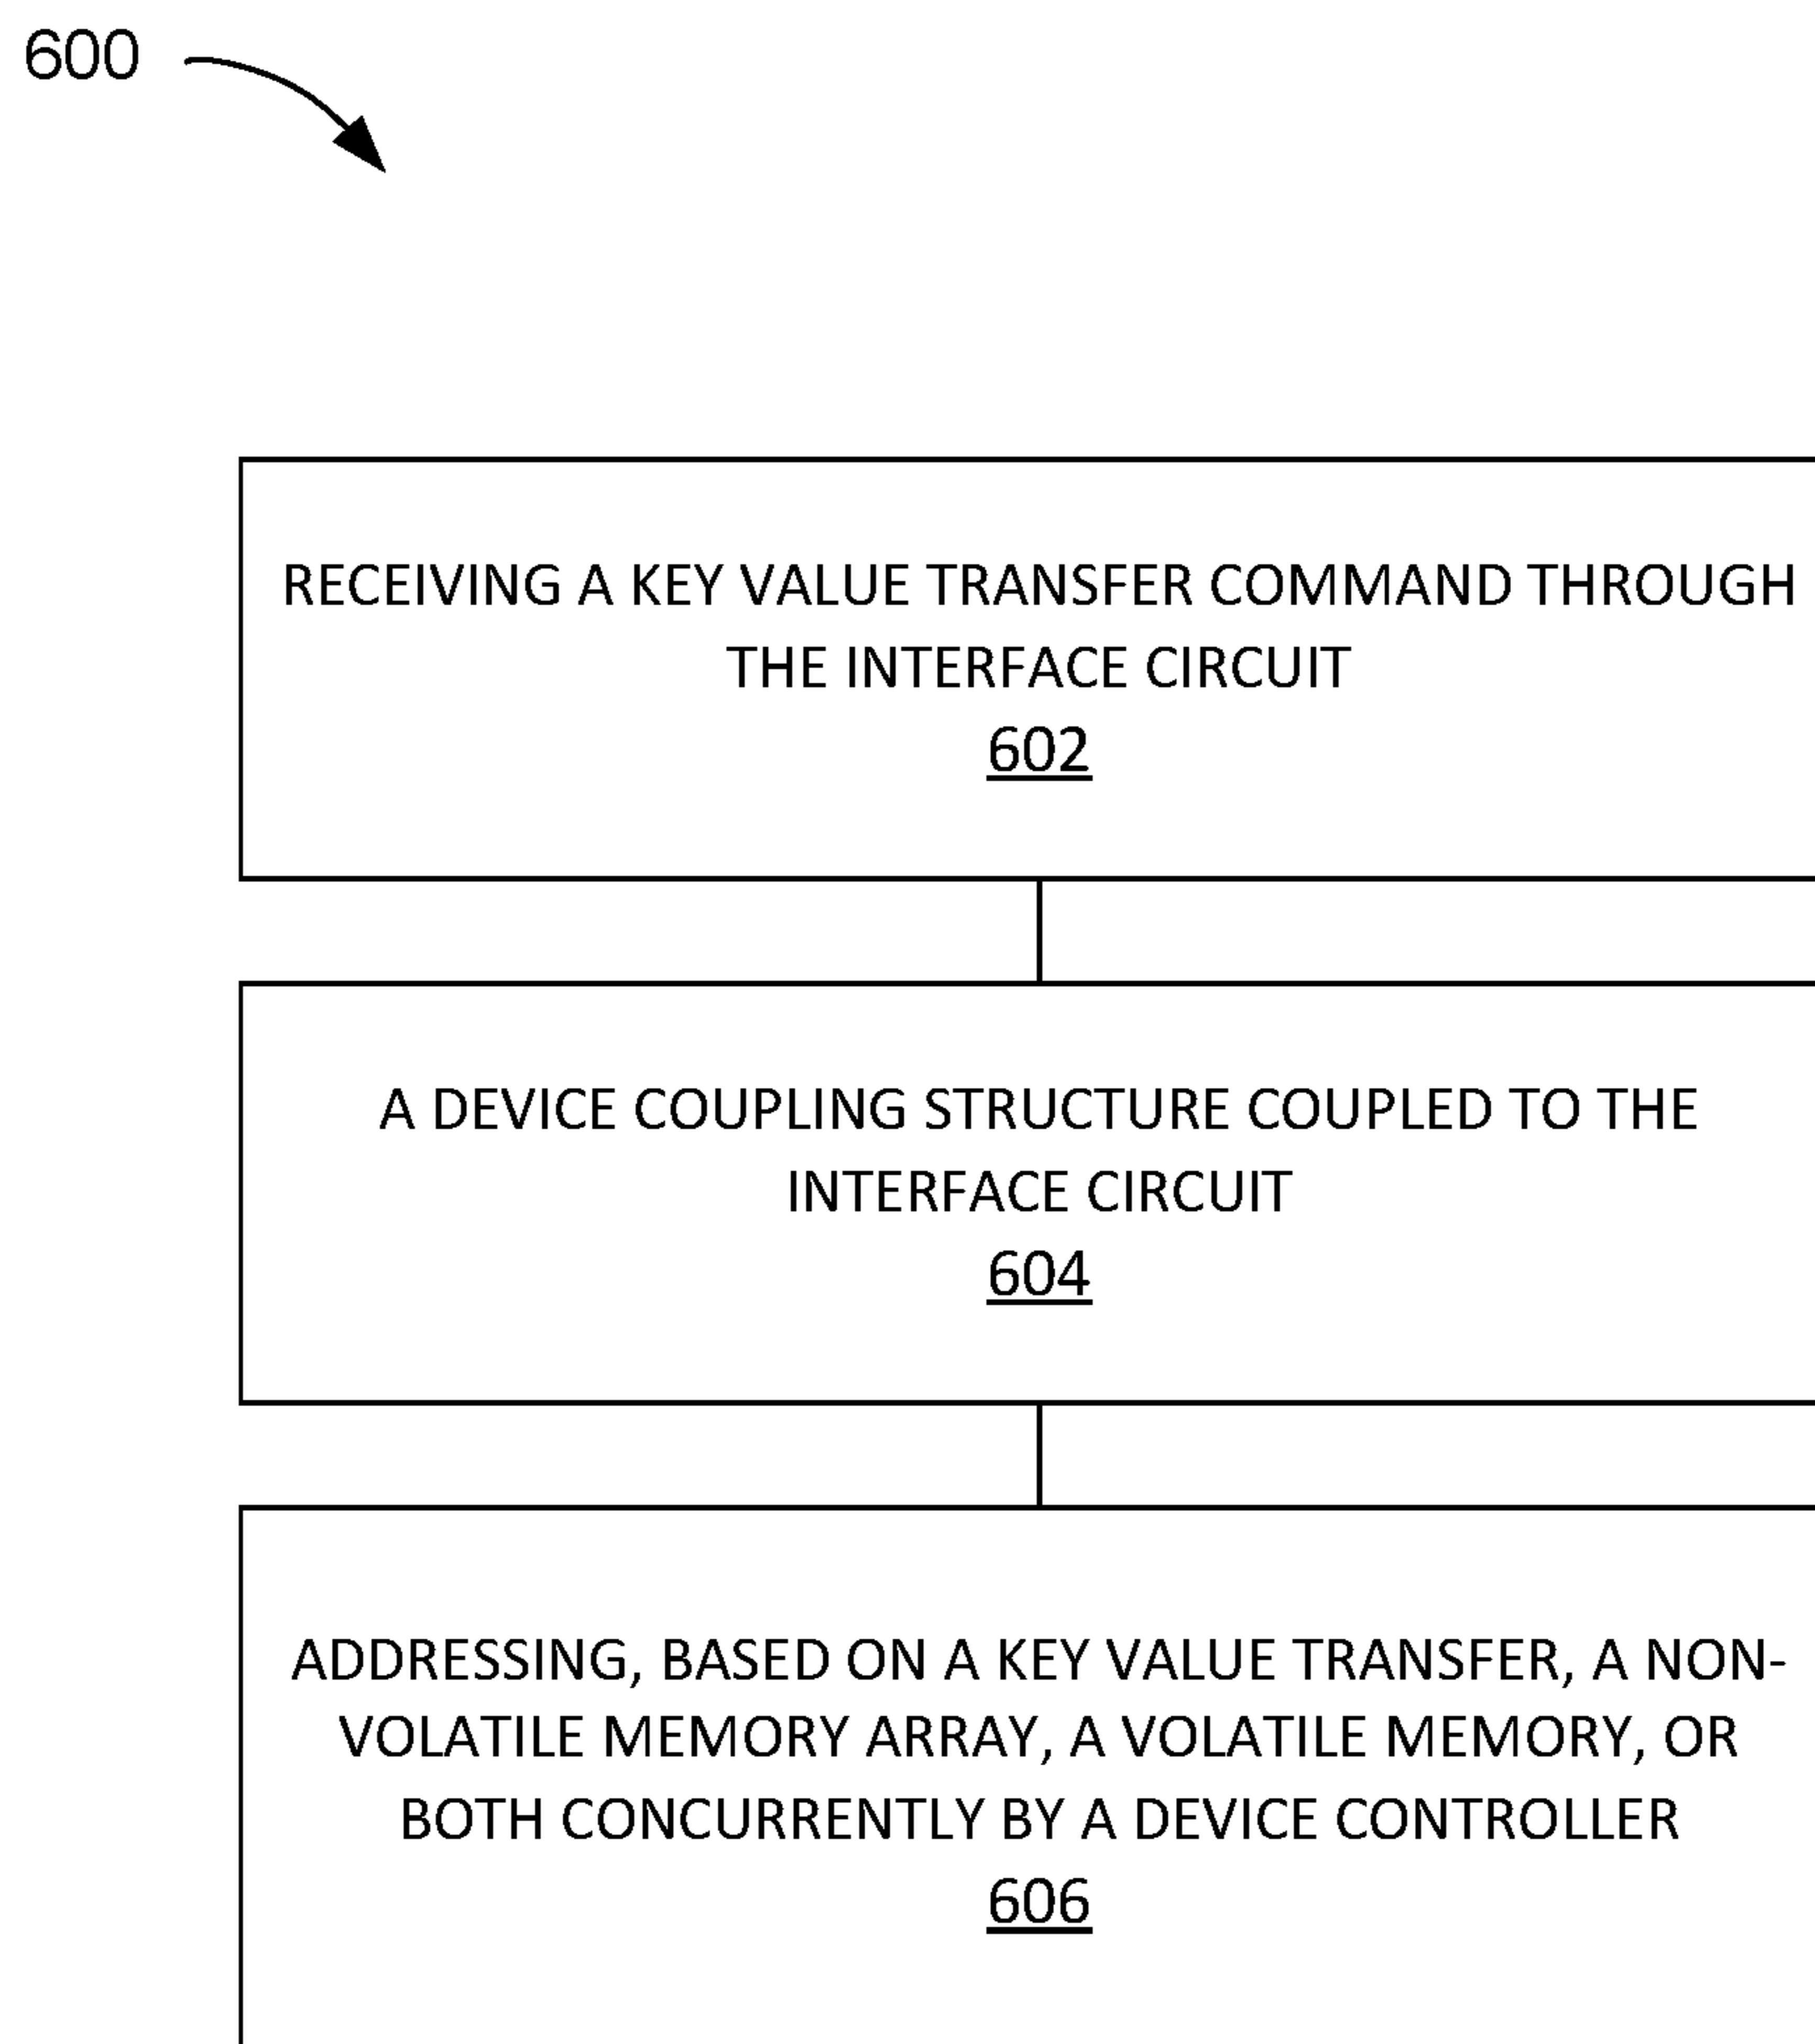 600
RECEIVING A KEY VALUE TRANSFER COMMAND THROUGH
THE INTERFACE CIRCUIT
602
A DEVICE COUPLING STRUCTURE COUPLED TO THE
INTERFACE CIRCUIT
604
ADDRESSING, BASED ON A KEY VALUE TRANSFER, A NON-
VOLATILE MEMORY ARRAY, A VOLATILE MEMORY, OR
BOTH CONCURRENTLY BY A DEVICE CONTROLLER
606